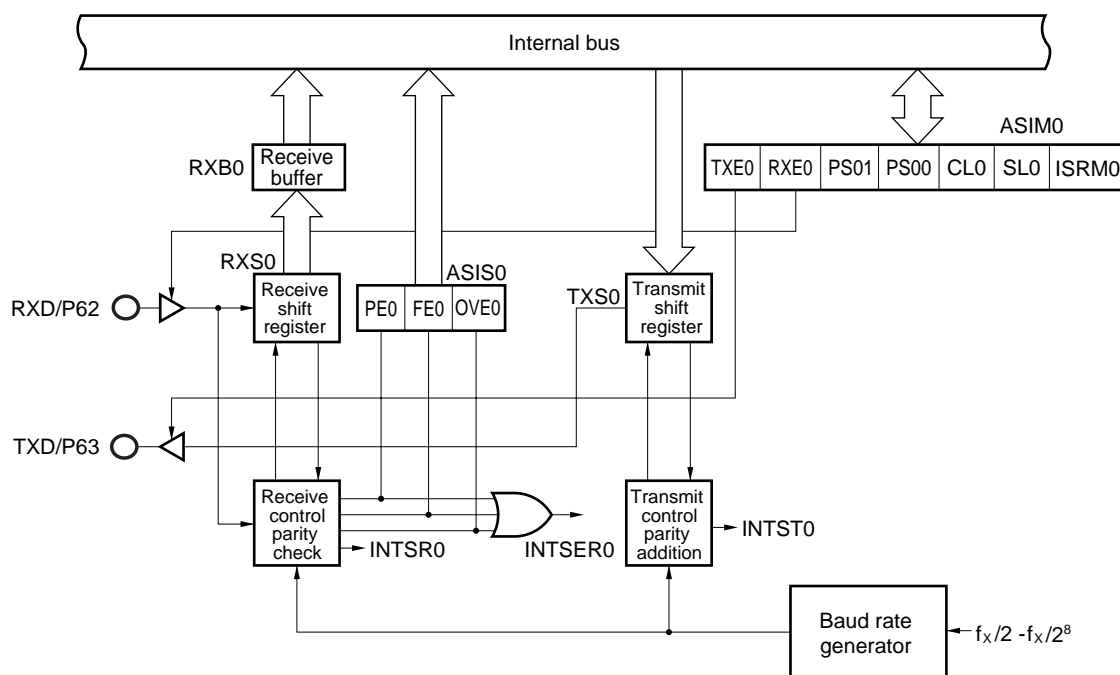 Internal bus
ASIM0
RXB0
Receive
buffer
TXE0 RXE0 PS01 PS00 CL0 SL0 ISRM0
RXS0
ASIS0
RXD/P62
Receive
shift
register
PE0 FE0 OVE0
TXS0
Transmit
shift
register
TXD/P63
Receive
control
parity
check
INTSR0
INTSER0
Transmit
control
parity
addition
INTST0
Baud rate
generator
fX/2 -fX/2⁸